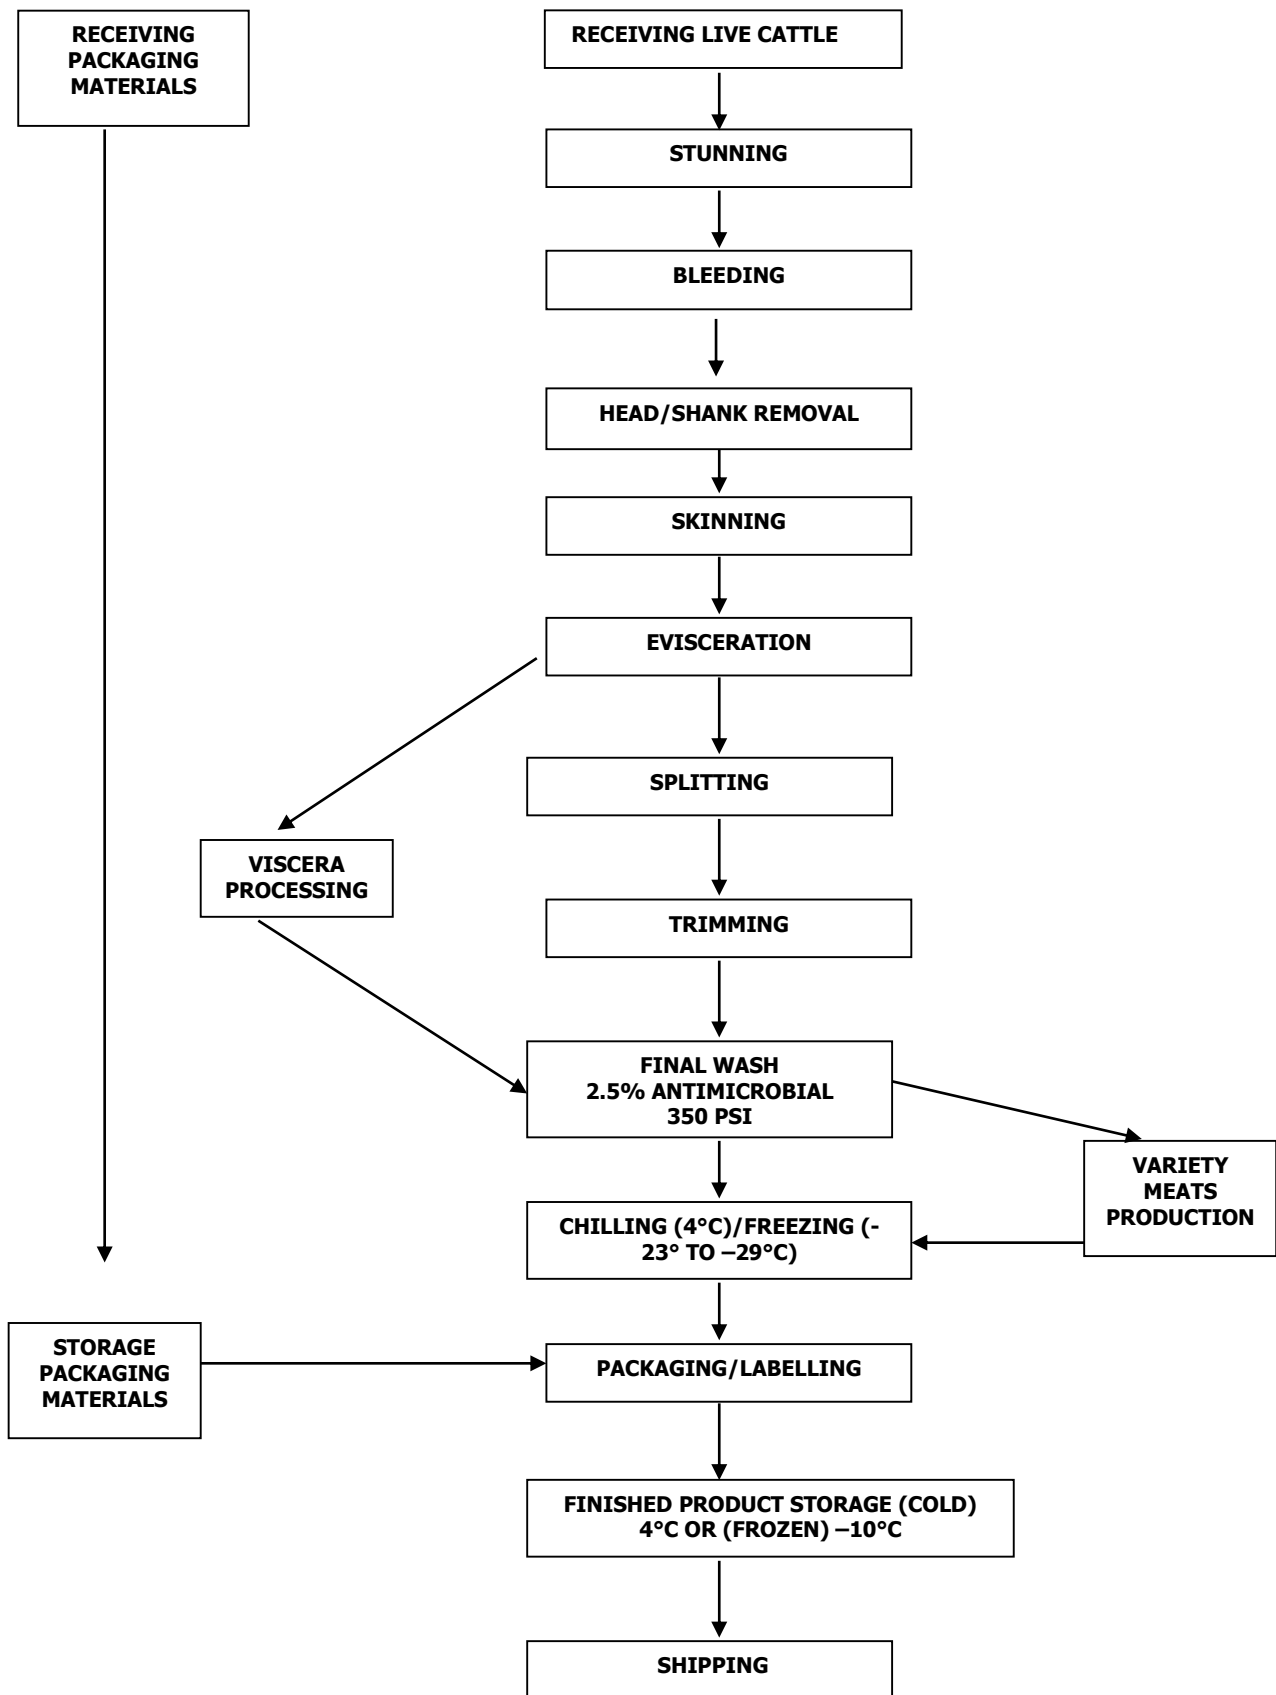 RECEIVING
PACKAGING
MATERIALS
RECEIVING LIVE CATTLE
STUNNING
BLEEDING
HEAD/SHANK REMOVAL
SKINNING
EVISCERATION
SPLITTING
VISCERA
PROCESSING
TRIMMING
FINAL WASH
2.5% ANTIMICROBIAL
350 PSI
VARIETY
MEATS
PRODUCTION
CHILLING (4°C)/FREEZING (-
23° TO –29°C)
STORAGE
PACKAGING
MATERIALS
PACKAGING/LABELLING
FINISHED PRODUCT STORAGE (COLD)
4°C OR (FROZEN) –10°C
SHIPPING